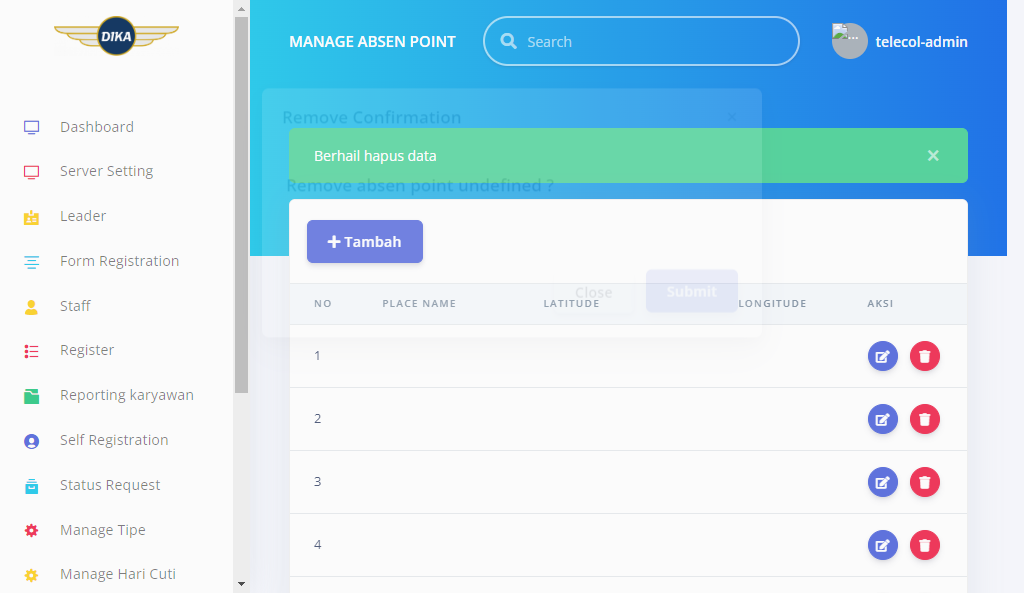 DIKA
MANAGE ABSEN POINT
Search
...
telecol-admin
Dashboard
Server Setting
Leader
Form Registration
Staff
Register
Reporting karyawan
Self Registration
Status Request
Manage Tipe
Manage Hari Cuti
Remove Confirmation
×
Berhail hapus data
×
Remove absen point undefined ?
+ Tambah
Close
Submit
NO PLACE NAME LATITUDE LONGITUDE AKSI
1
2
3
4